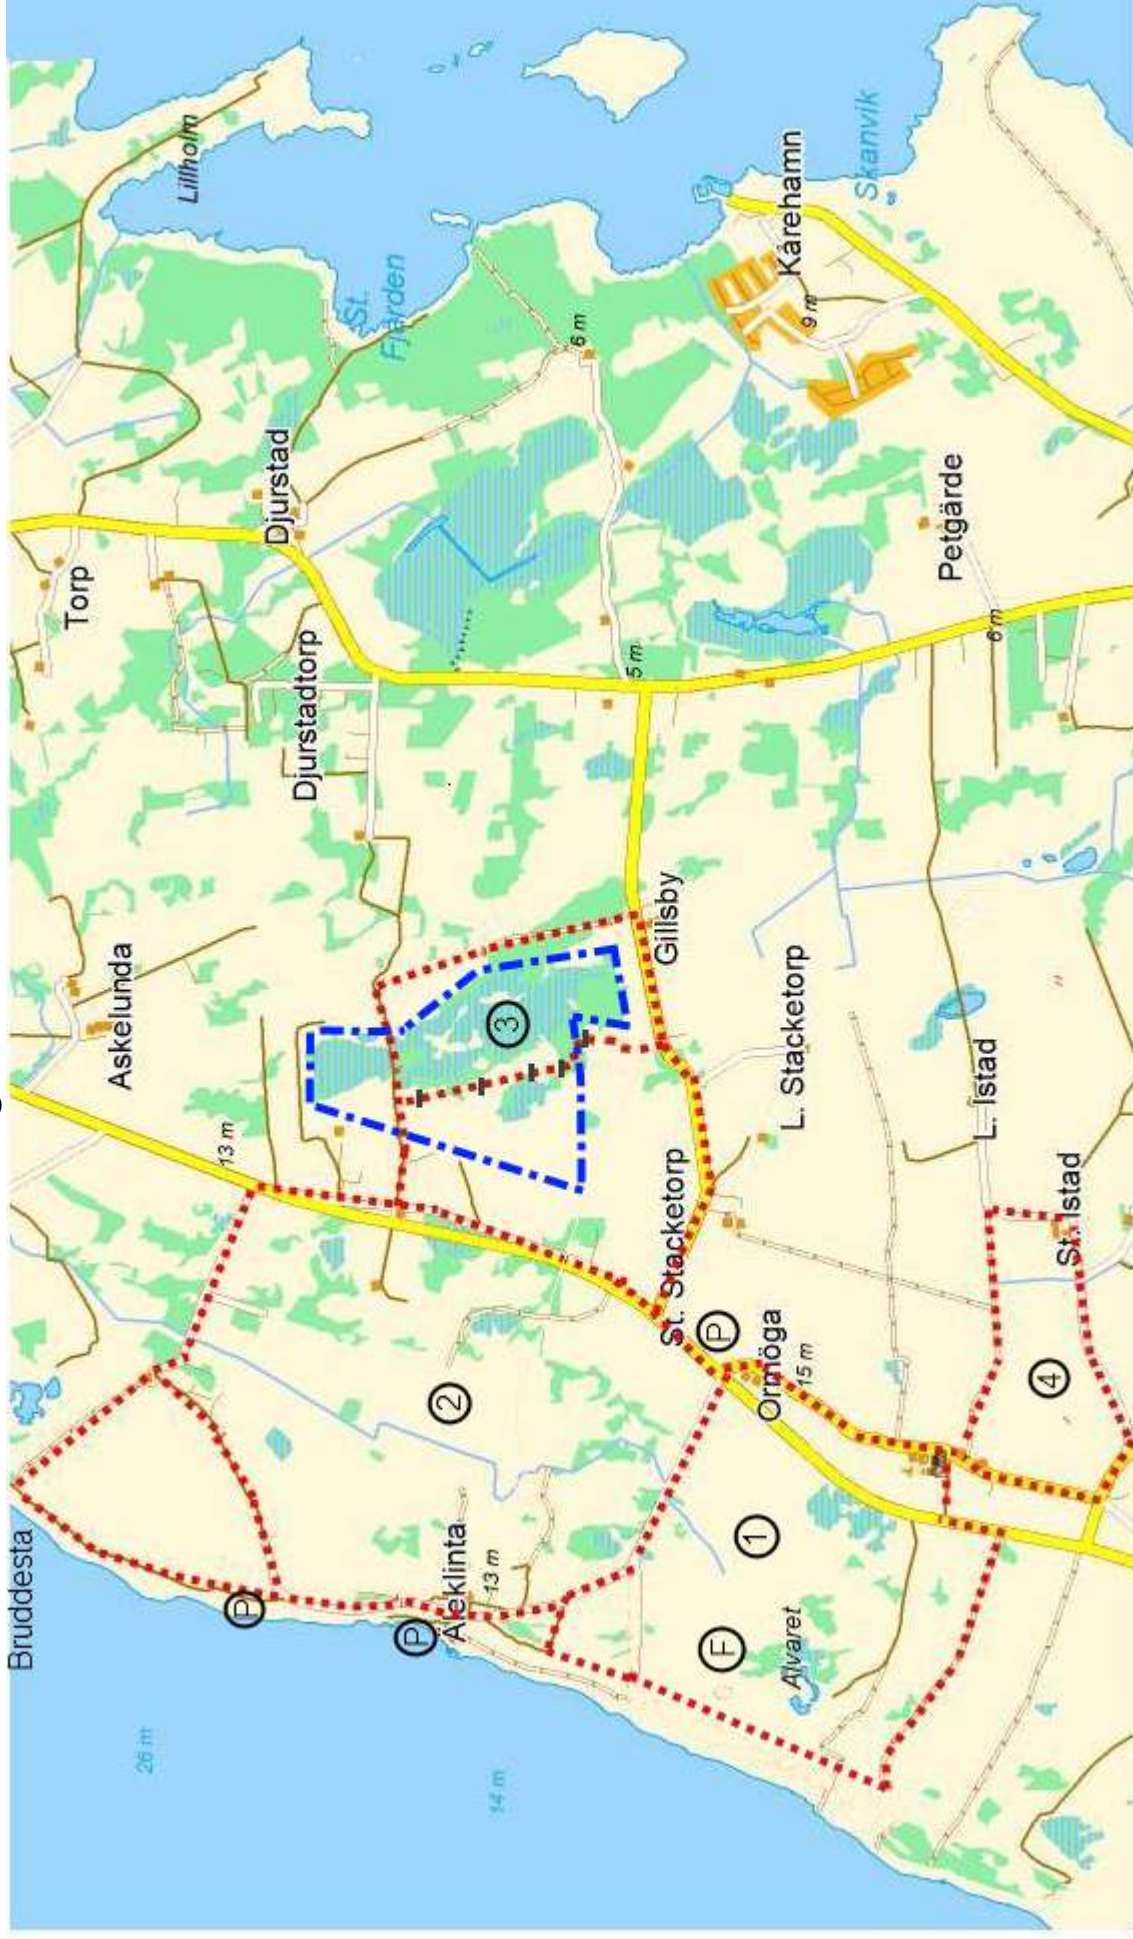 Bruddesta
Torp
Askelunda
26 m
Lillholm
13 m
P
Djurstad
Djurstadtorp
St.
Fjärden
P
2
Äleklinta
13 m
14 m
3
6 m
5 m
Gillsby
St. Stacketorp
P
F
1
Ormöga
15 m
Alvaret
L. Stacketorp
Kårehamn
9 m
Skanvik
Petgärde
L. Istad
6 m
4
St. Istad